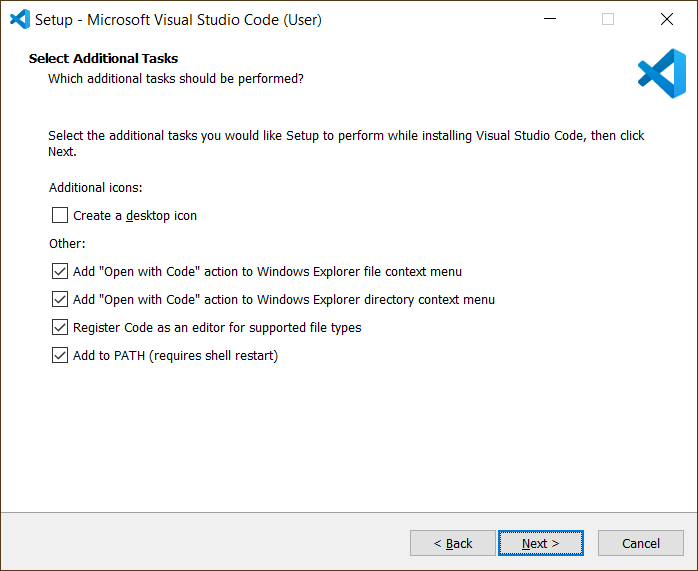 Setup - Microsoft Visual Studio Code (User)
Select Additional Tasks
Which additional tasks should be performed?
Select the additional tasks you would like Setup to perform while installing Visual Studio Code, then click
Next.
Additional icons:
Create a desktop icon
Other:
Add "Open with Code" action to Windows Explorer file context menu
Add "Open with Code" action to Windows Explorer directory context menu
Register Code as an editor for supported file types
Add to PATH (requires shell restart)
< Back Next > Cancel